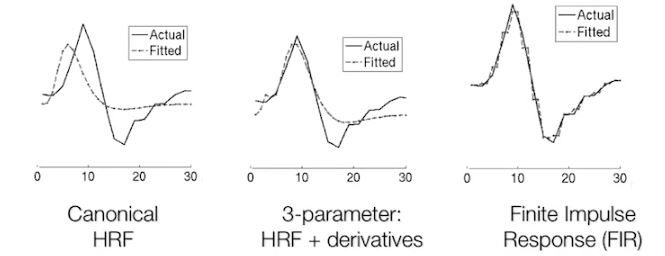 Actual
Fitted
0 10 20 30
Canonical
HRF
Actual
Fitted
0 10 20 30
3-parameter:
HRF + derivatives
Actual
Fitted
0 10 20 30
Finite Impulse
Response (FIR)